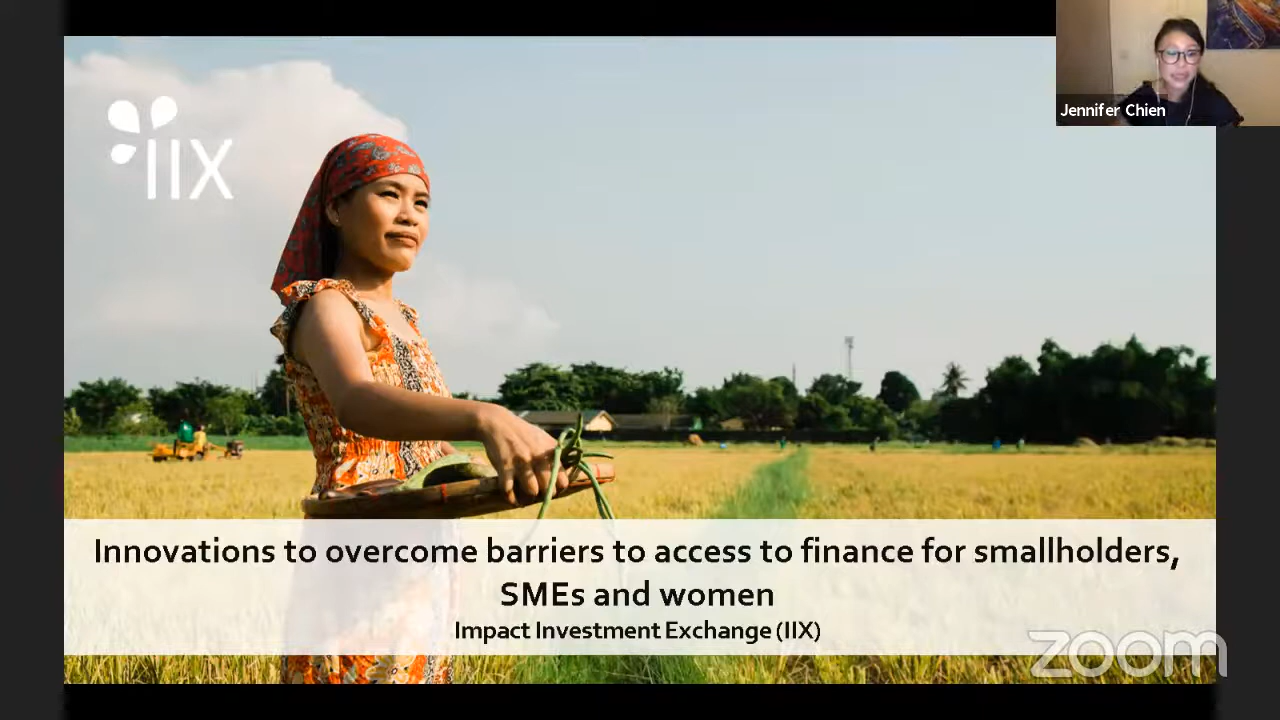 Jennifer Chien
IIX
Innovations to overcome barriers to access to finance for smallholders,
SMEs and women
Impact Investment Exchange (IIX)
zoom